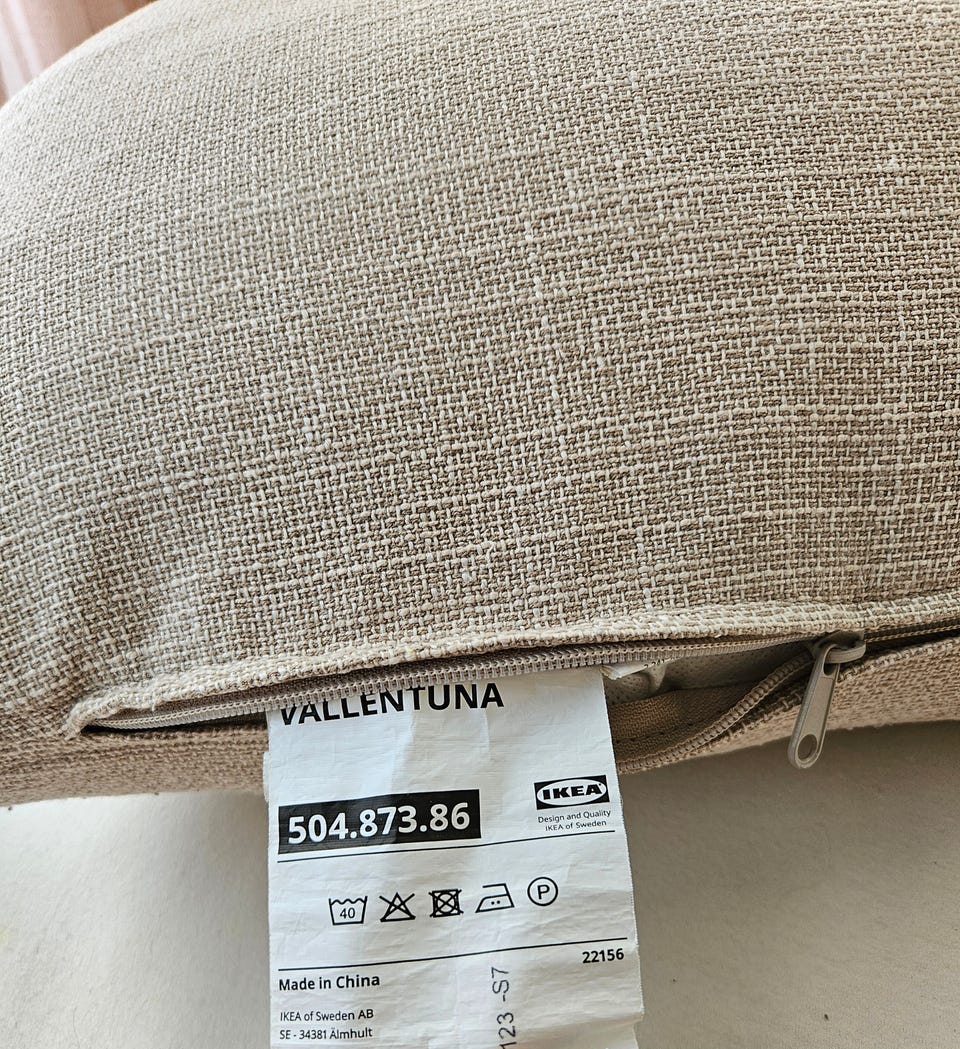 VALLENTUNA
504.873.86
IKEA
Design and Quality
IKEA of Sweden
40
P
22156
Made in China
IKEA of Sweden AB
SE - 34381 Älmhult
123 -S7